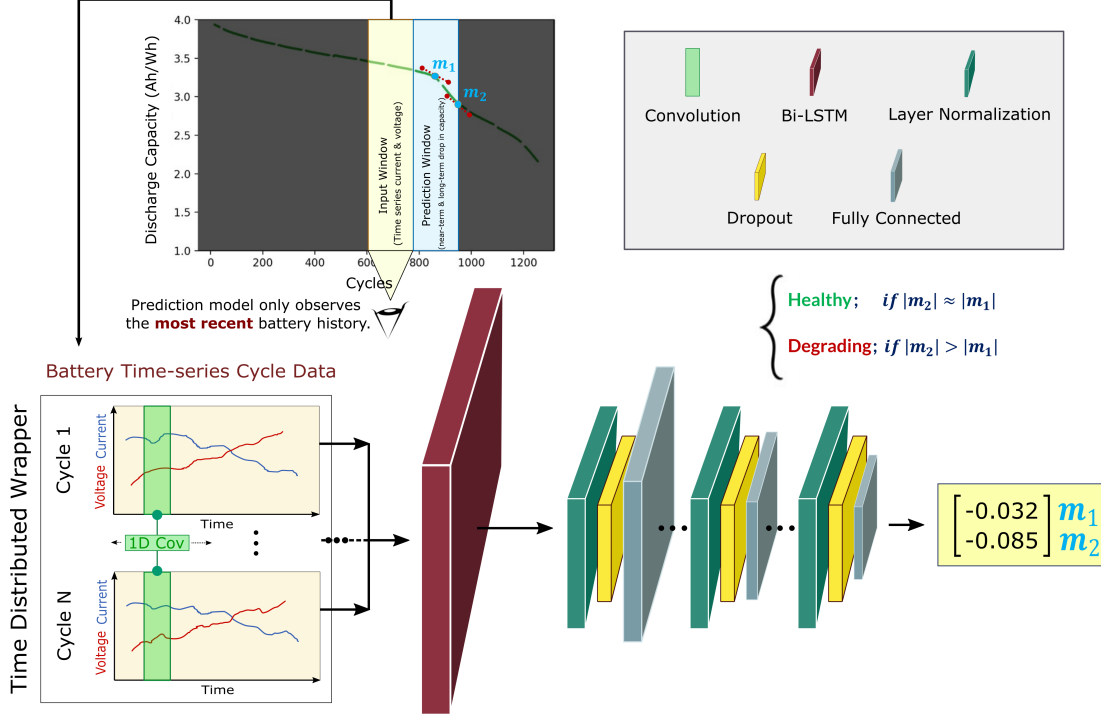 4.0
3.5
3.0
2.5
2.0
1.5
1.0
Discharge Capacity (Ah/Wh)
m1
m2
Input Window
(Time series current & voltage)
Prediction Window
(near-term & long-term drop in capacity)
0 200 400 600 800 1000 1200
Cycles
Prediction model only observes
the most recent battery history.
Convolution
Bi-LSTM
Layer Normalization
Dropout
Fully Connected
Healthy; if |m2| ≈ |m1|
Degrading; if |m2| > |m1|
Battery Time-series Cycle Data
Time Distributed Wrapper
Cycle 1
Voltage Current
Time
1D Cov
Cycle N
Voltage Current
Time
-0.032 m1
-0.085 m2